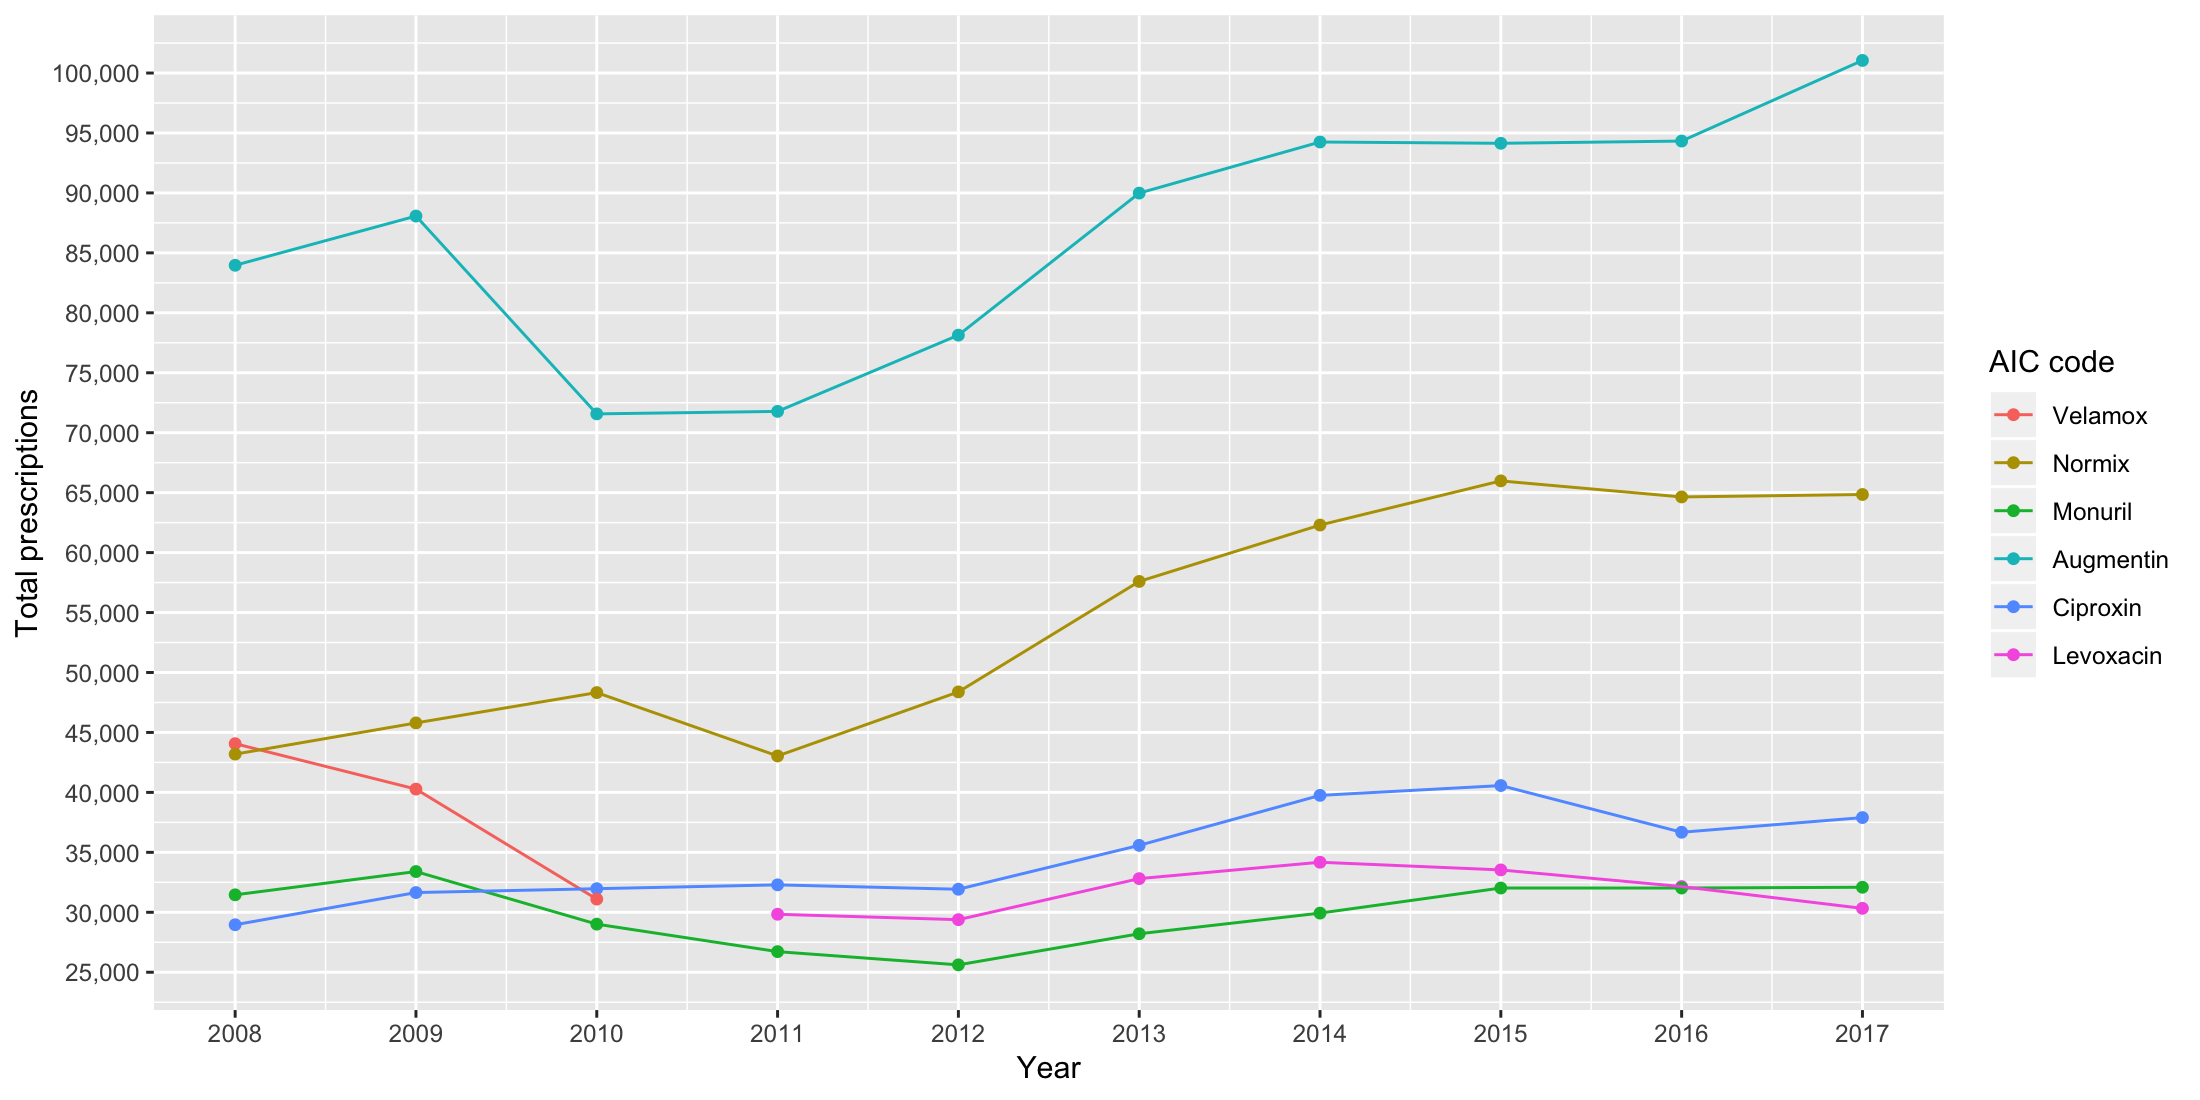 Total prescriptions
100,000
95,000
90,000
85,000
80,000
75,000
70,000
65,000
60,000
55,000
50,000
45,000
40,000
35,000
30,000
25,000
2008 2009 2010 2011 2012 2013 2014 2015 2016 2017
Year
AIC code
Velamox
Normix
Monuril
Augmentin
Ciproxin
Levoxacin